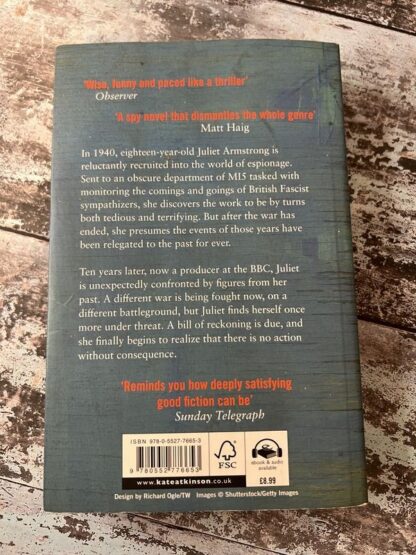 'Wise, funny and paced like a thriller'
Observer
'A spy novel that dismantles the whole genre'
Matt Haig
In 1940, eighteen-year-old Juliet Armstrong is
reluctantly recruited into the world of espionage.
Sent to an obscure department of MI5 tasked with
monitoring the comings and goings of British Fascist
sympathizers, she discovers the work to be by turns
both tedious and terrifying. But after the war has
ended, she presumes the events of those years have
been relegated to the past for ever.
Ten years later, now a producer at the BBC, Juliet
is unexpectedly confronted by figures from her
past. A different war is being fought now, on a
different battleground, but Juliet finds herself once
more under threat. A bill of reckoning is due, and
she finally begins to realize that there is no action
without consequence.
'Reminds you how deeply satisfying
good fiction can be'
Sunday Telegraph
ISBN 978-0-5527-7665-3
9 780552 776653
FSC
ebook & audio
available
£8.99
www.kateatkinson.co.uk
Design by Richard Ogle/TW Images © Shutterstock/Getty Images